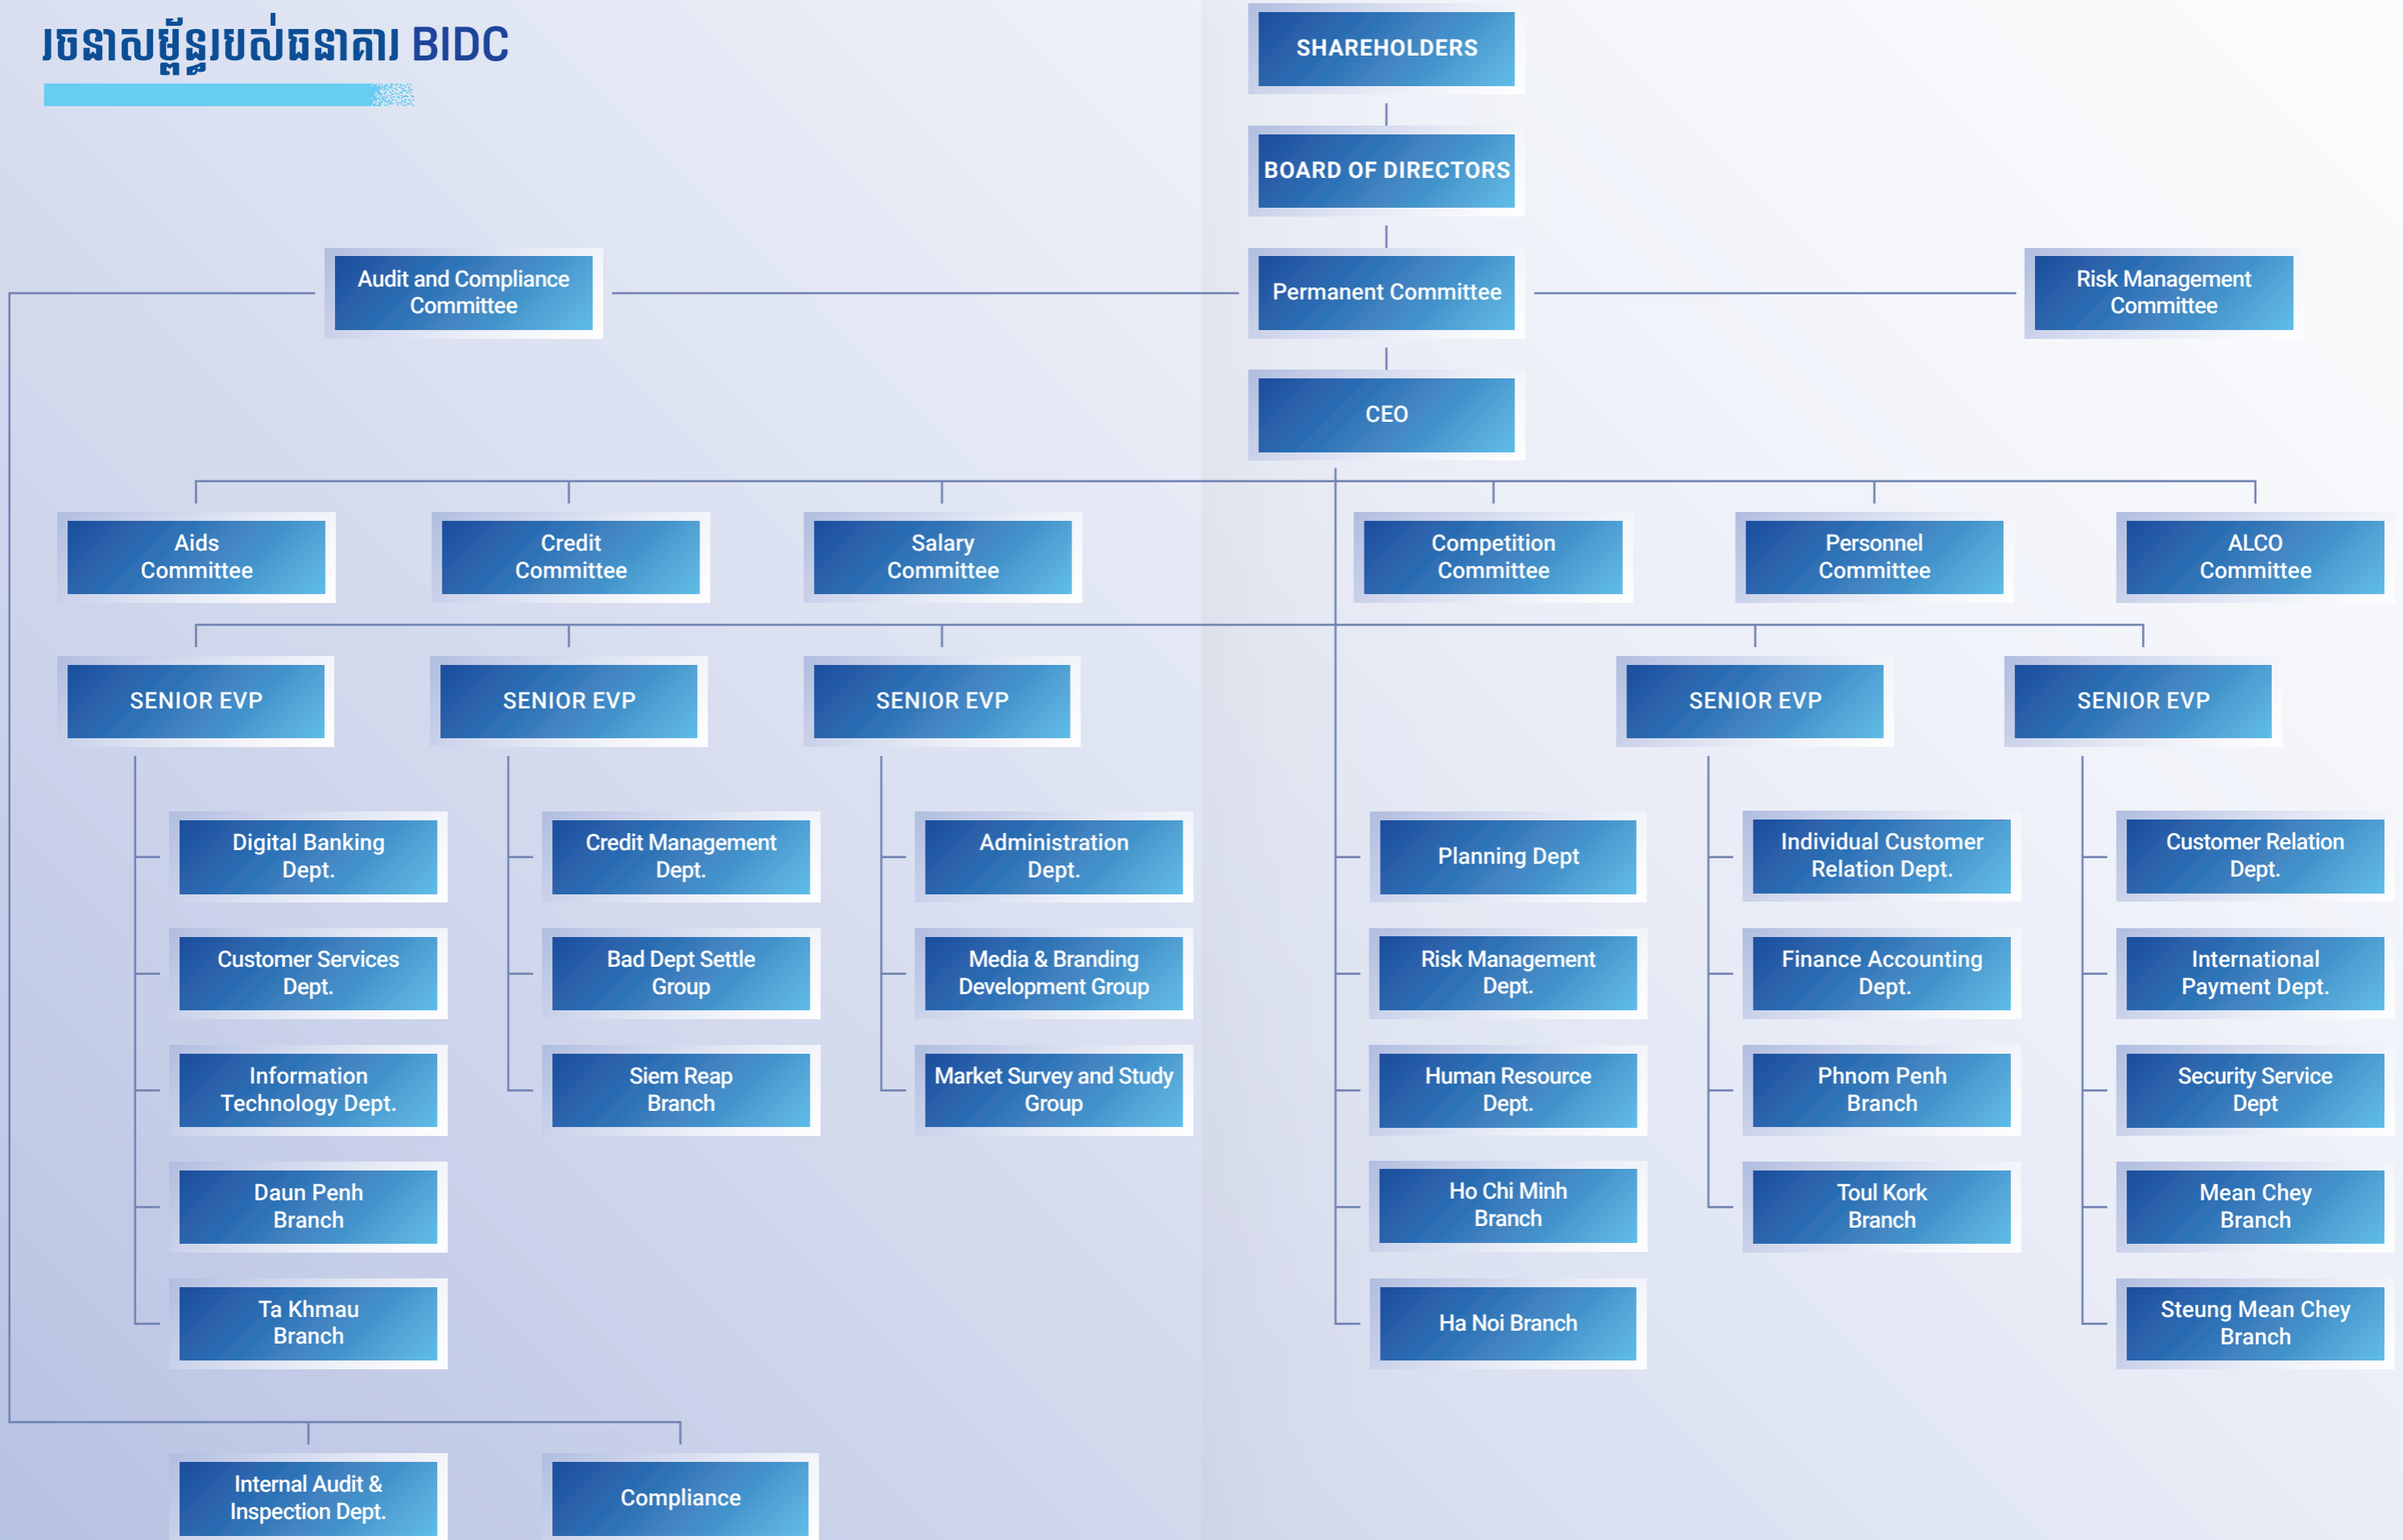 រចនាសម្ព័ន្ធរបស់ធនាគារ BIDC
SHAREHOLDERS
BOARD OF DIRECTORS
Audit and Compliance
Committee
Permanent Committee
Risk Management
Committee
CEO
Aids
Committee
Credit
Committee
Salary
Committee
Competition
Committee
Personnel
Committee
ALCO
Committee
SENIOR EVP
SENIOR EVP
SENIOR EVP
SENIOR EVP
SENIOR EVP
Digital Banking
Dept.
Credit Management
Dept.
Administration
Dept.
Planning Dept
Individual Customer
Relation Dept.
Customer Relation
Dept.
Customer Services
Dept.
Bad Dept Settle
Group
Media & Branding
Development Group
Risk Management
Dept.
Finance Accounting
Dept.
International
Payment Dept.
Information
Technology Dept.
Siem Reap
Branch
Market Survey and Study
Group
Human Resource
Dept.
Phnom Penh
Branch
Security Service
Dept
Daun Penh
Branch
Ho Chi Minh
Branch
Toul Kork
Branch
Mean Chey
Branch
Ta Khmau
Branch
Ha Noi Branch
Steung Mean Chey
Branch
Internal Audit &
Inspection Dept.
Compliance